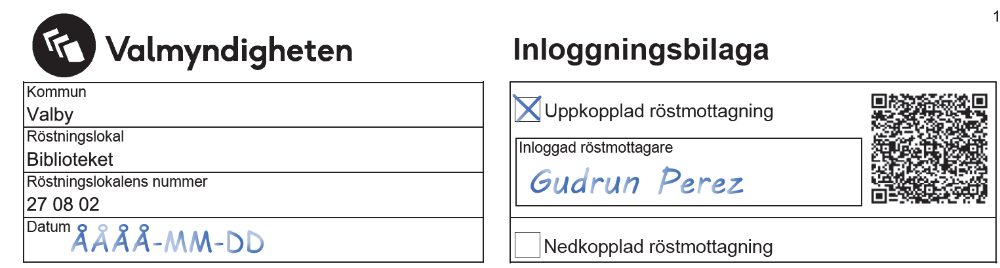 1
Valmyndigheten
Inloggningsbilaga
Kommun
Valby
Röstningslokal
Biblioteket
Röstningslokalens nummer
27 08 02
Datum ÅÅÅÅ-MM-DD
Uppkopplad röstmottagning
Inloggad röstmottagare
Gudrun Perez
Nedkopplad röstmottagning